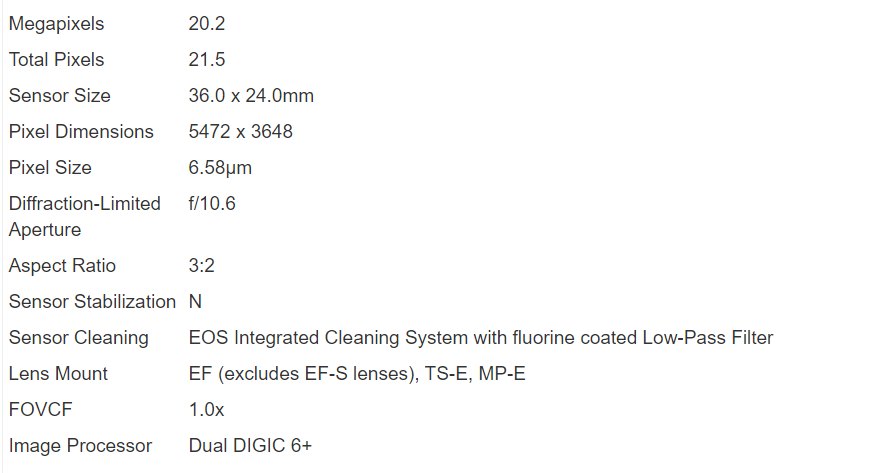 Megapixels 20.2
Total Pixels 21.5
Sensor Size 36.0 x 24.0mm
Pixel Dimensions 5472 x 3648
Pixel Size 6.58µm
Diffraction-Limited f/10.6
Aperture
Aspect Ratio 3:2
Sensor Stabilization N
Sensor Cleaning EOS Integrated Cleaning System with fluorine coated Low-Pass Filter
Lens Mount EF (excludes EF-S lenses), TS-E, MP-E
FOVCF 1.0x
Image Processor Dual DIGIC 6+